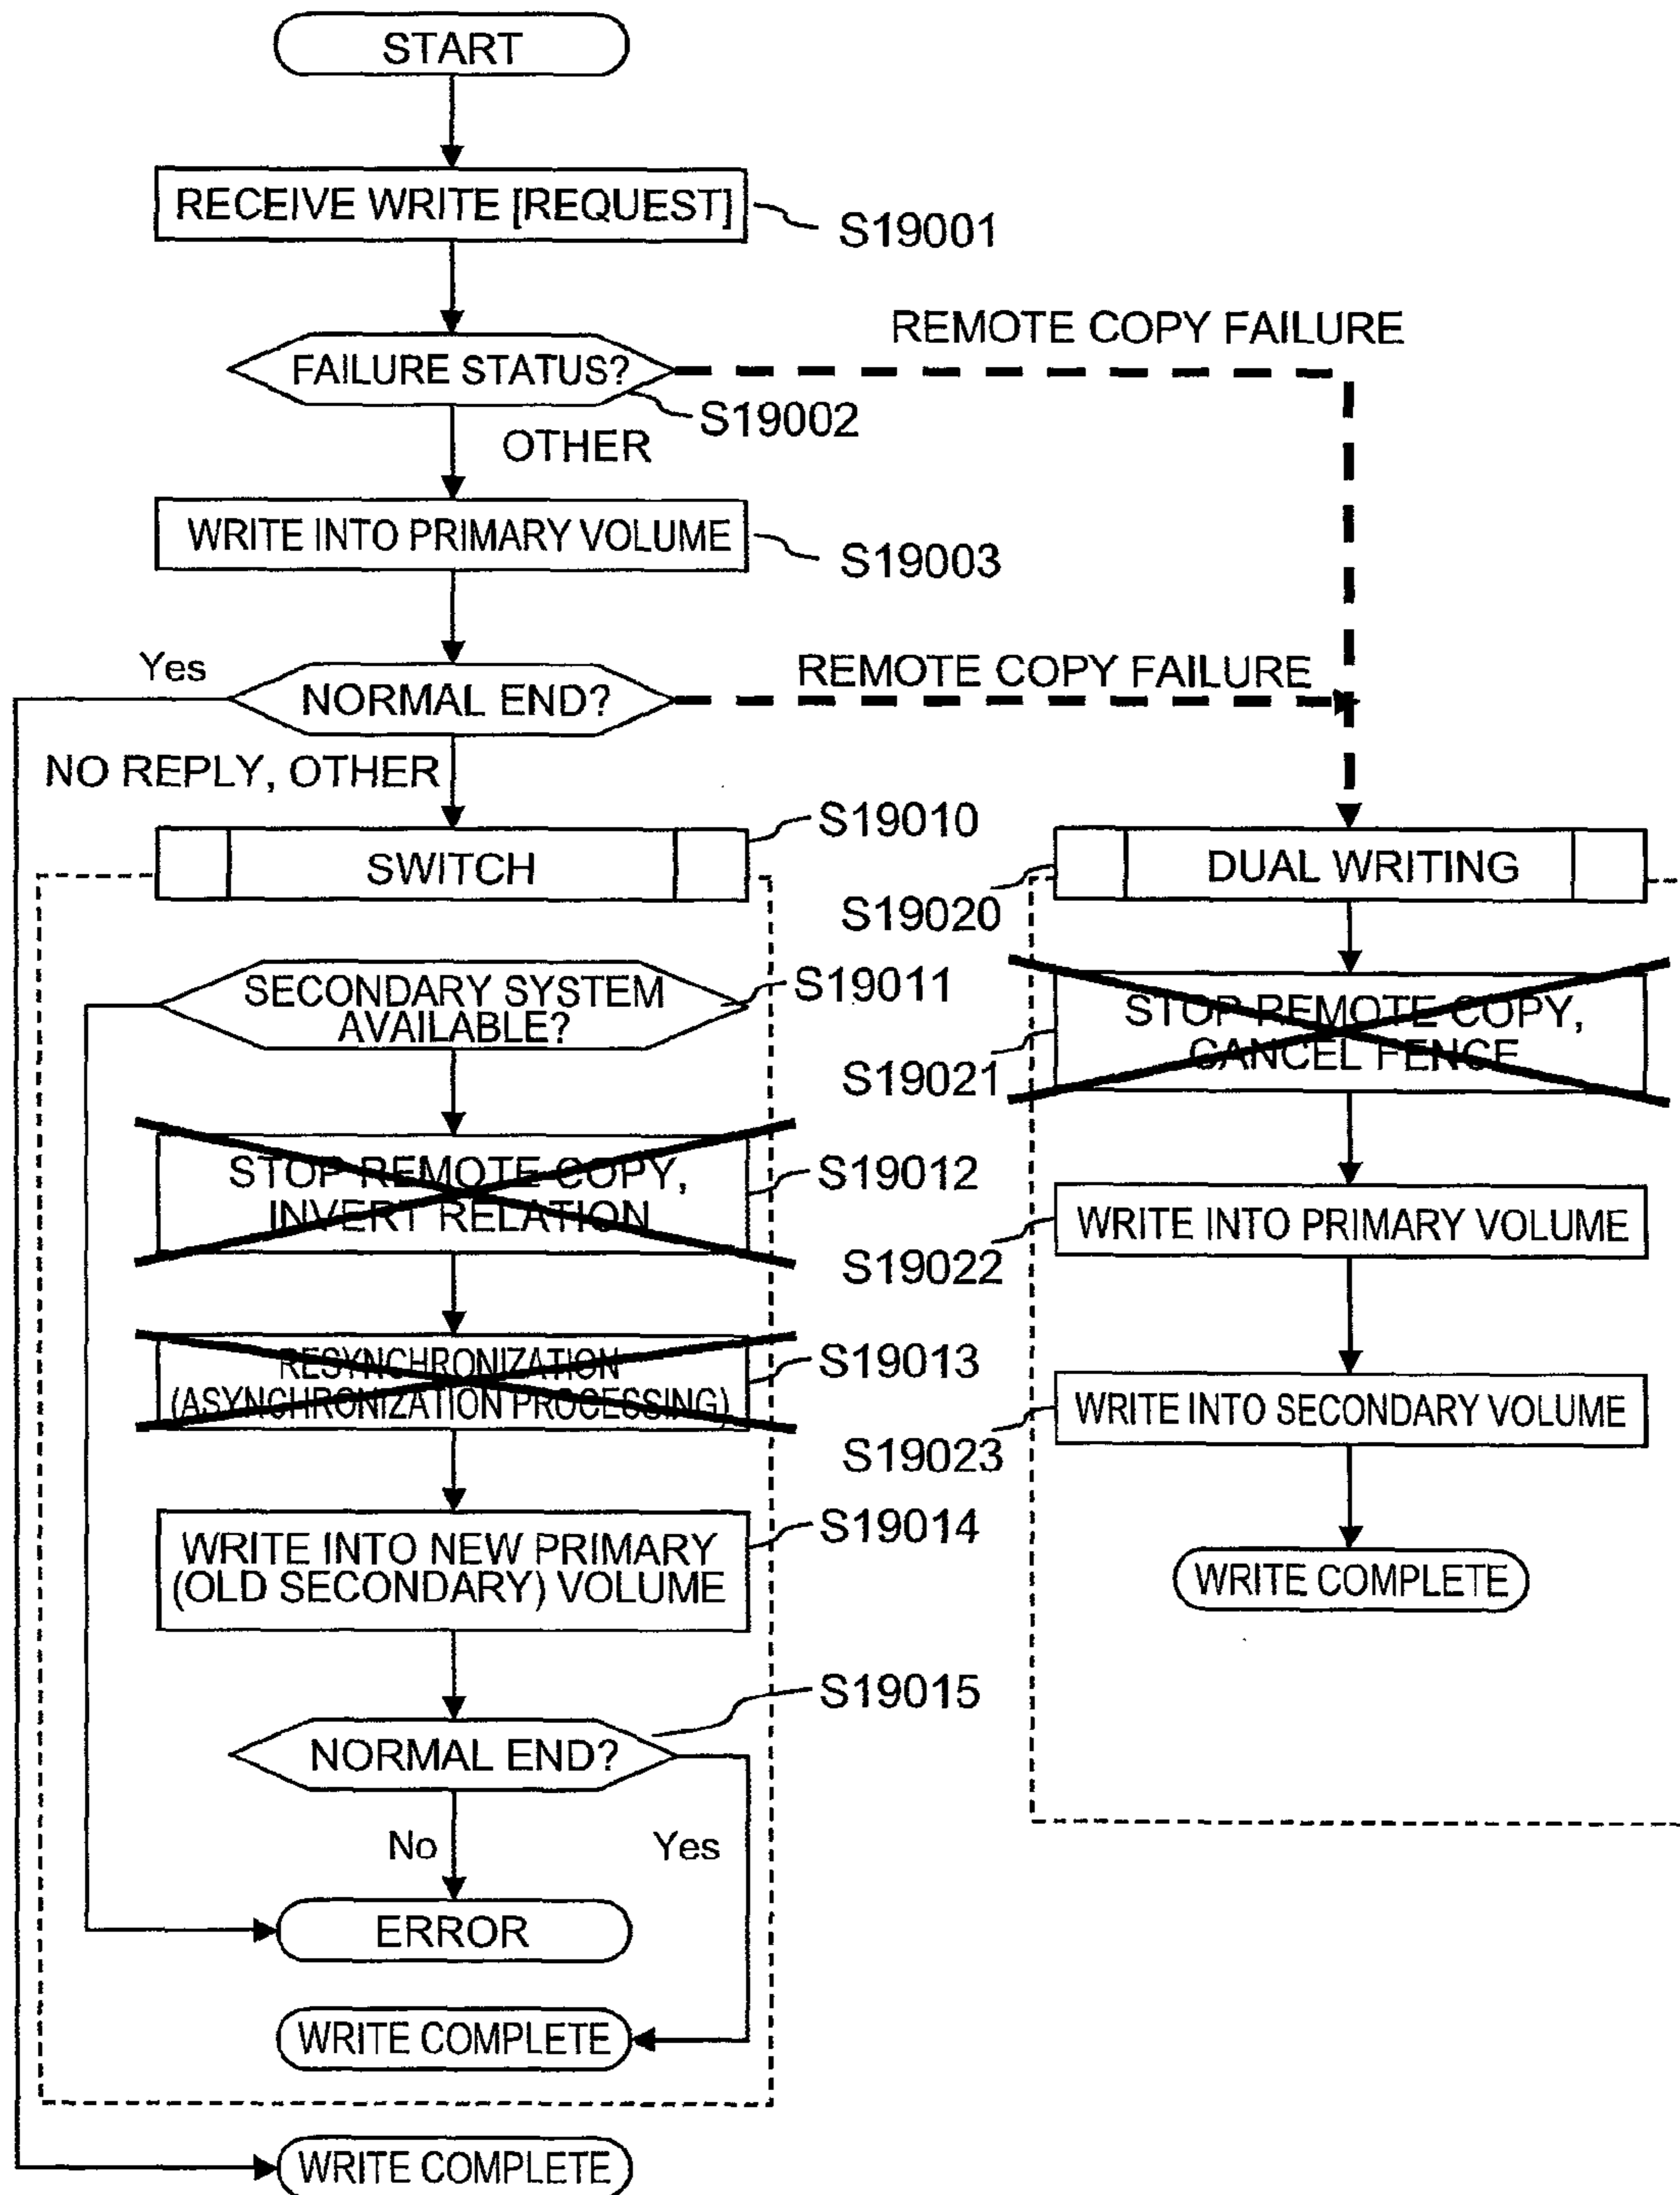 START
RECEIVE WRITE [REQUEST]
S19001
REMOTE COPY FAILURE
FAILURE STATUS?
S19002
OTHER
WRITE INTO PRIMARY VOLUME
S19003
Yes
NORMAL END?
REMOTE COPY FAILURE
NO REPLY, OTHER
SWITCH
S19010
SECONDARY SYSTEM
AVAILABLE?
S19011
STOP REMOTE COPY,
INVERT RELATION
S19012
RESYNCHRONIZATION
(ASYNCHRONIZATION PROCESSING)
S19013
WRITE INTO NEW PRIMARY
(OLD SECONDARY) VOLUME
S19014
NORMAL END?
S19015
No
Yes
ERROR
WRITE COMPLETE
WRITE COMPLETE
DUAL WRITING
S19020
STOP REMOTE COPY,
CANCEL FENCE
S19021
WRITE INTO PRIMARY VOLUME
S19022
WRITE INTO SECONDARY VOLUME
S19023
WRITE COMPLETE